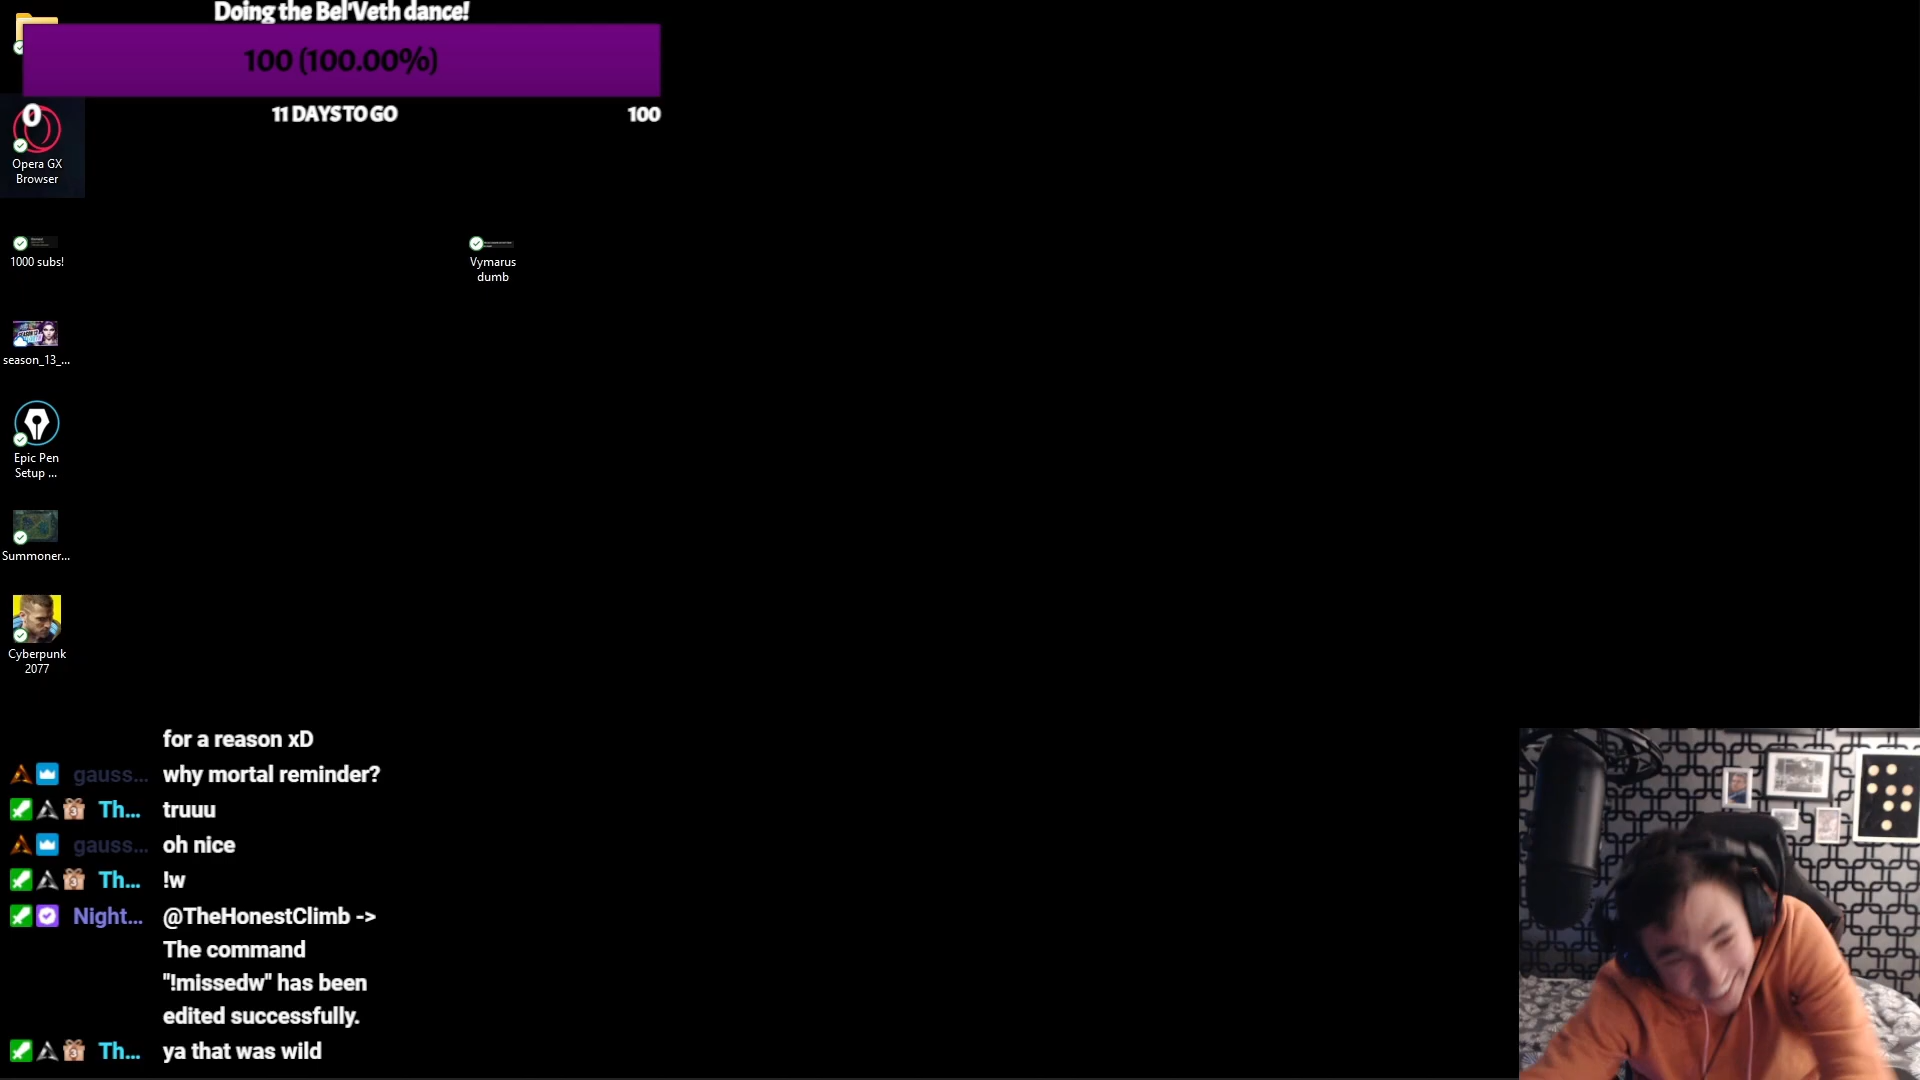 Doing the Bel'Veth dance!
100 (100.00%)
0
11 DAYS TO GO
100
Opera GX
Browser
1000 subs!
Vymarus
dumb
season_13_...
Epic Pen
Setup ...
Summoner...
Cyberpunk
2077
for a reason xD
gauss... why mortal reminder?
Th... truuu
gauss... oh nice
Th... !w
Night... @TheHonestClimb ->
The command
"!missedw" has been
edited successfully.
Th... ya that was wild